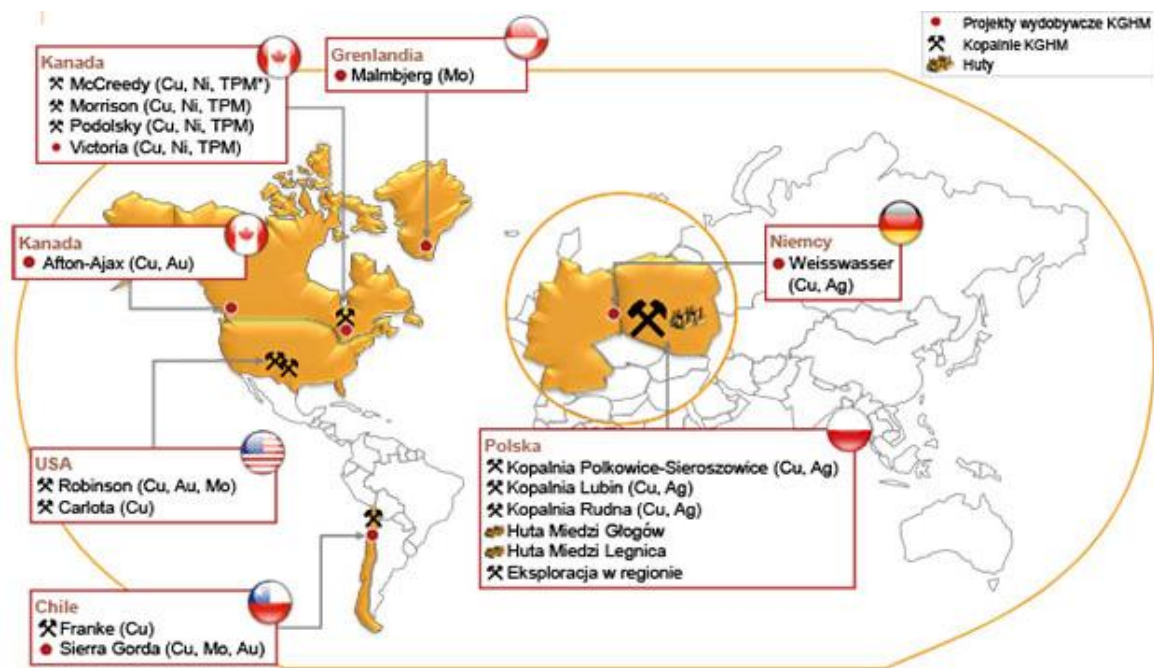 Projekty wydobywcze KGHM
Kopalnie KGHM
Huty
Kanada
McCreedy (Cu, Ni, TPM*)
Morrison (Cu, Ni, TPM)
Podolsky (Cu, Ni, TPM)
Victoria (Cu, Ni, TPM)
Grenlandia
Malmbjerg (Mo)
Kanada
Afton-Ajax (Cu, Au)
Niemcy
Weisswasser
(Cu, Ag)
USA
Robinson (Cu, Au, Mo)
Carlota (Cu)
Polska
Kopalnia Polkowice-Sieroszowice (Cu, Ag)
Kopalnia Lubin (Cu, Ag)
Kopalnia Rudna (Cu, Ag)
Huta Miedzi Głogów
Huta Miedzi Legnica
Eksploracja w regionie
Chile
Franke (Cu)
Sierra Gorda (Cu, Mo, Au)